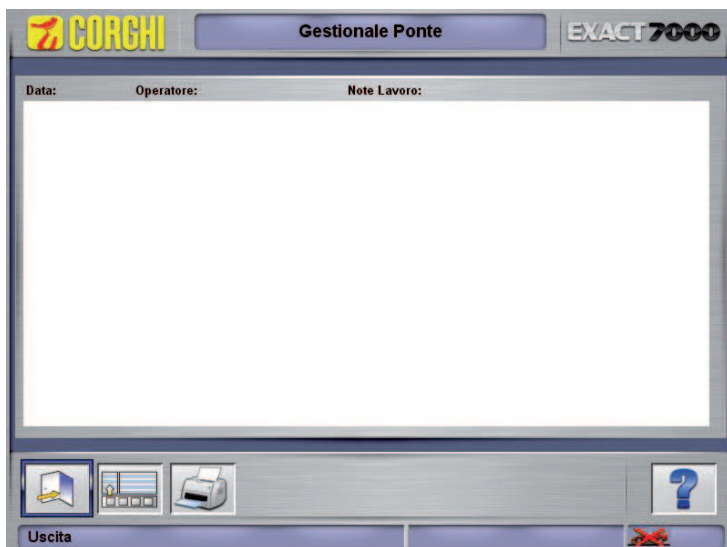 CORGHI Gestionale Ponte EXACT7000
Data: Operatore: Note Lavoro:
?
Uscita